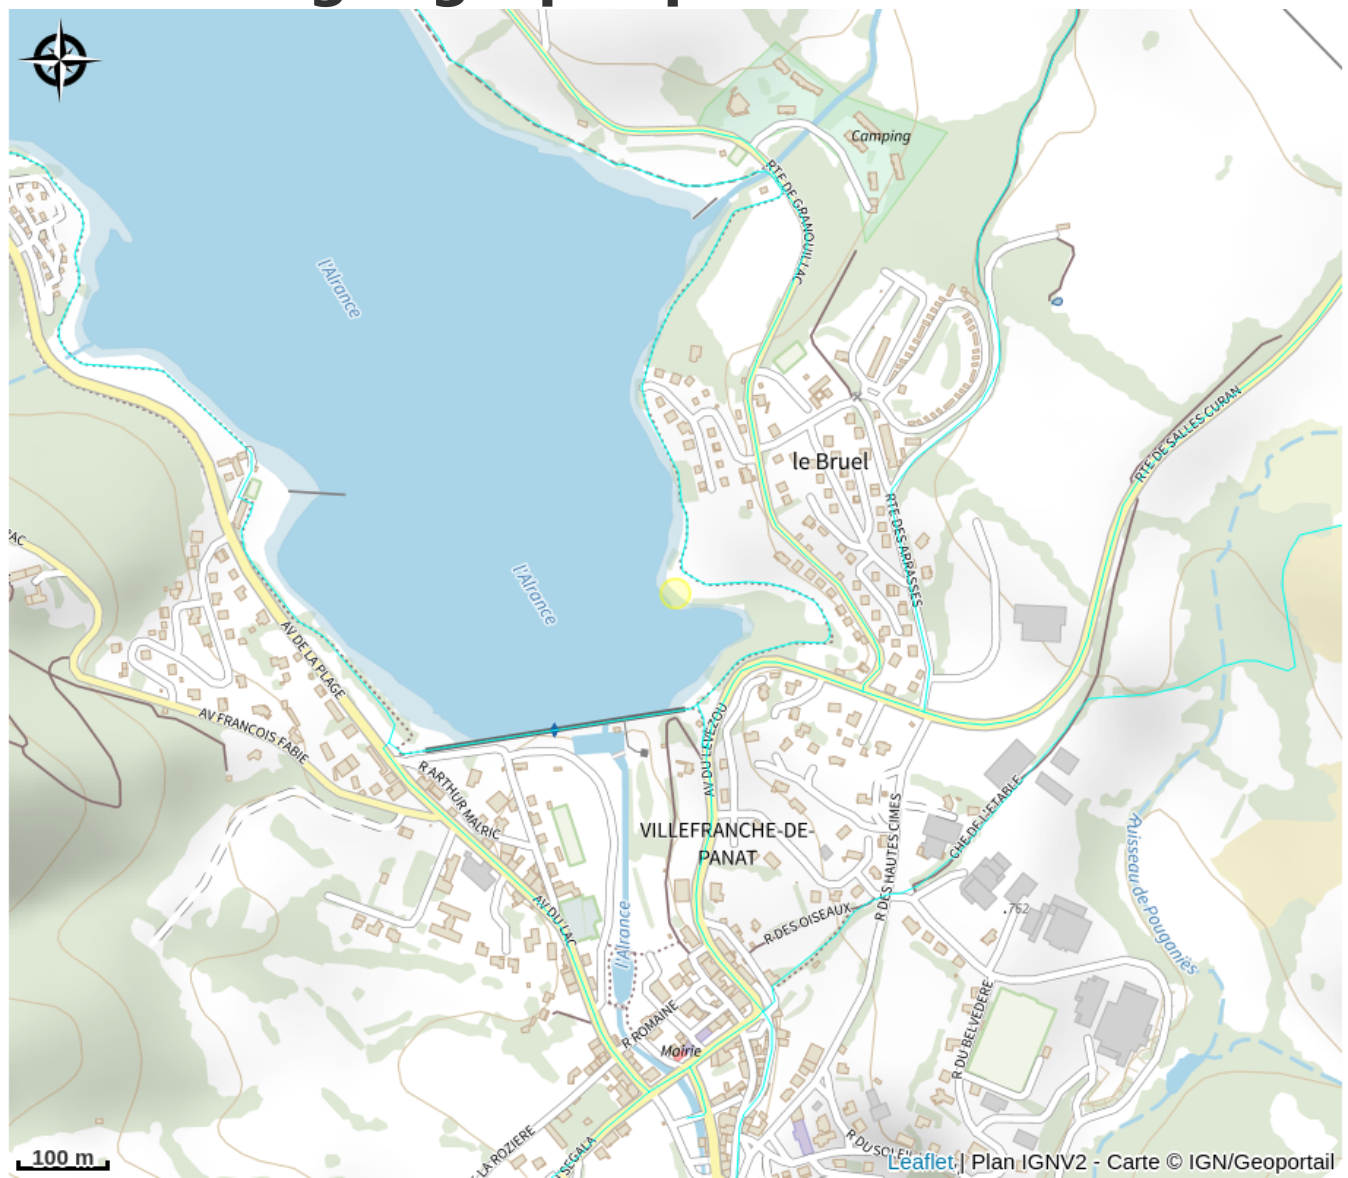 Camping
RTE DE GRANOUILLAC
l'Alrance
le Bruel
RTE DE SALLES CURAN
RTE DES ARRASSES
l'Alrance
AV DE LA PLAGE
AV FRANCOIS FABIE
AV DU LEVEZOU
R ARTHUR MALRIC
VILLEFRANCHE-DE-
PANAT
CHE DE L'ETABLE
R DES HAUTES CIMES
Ruisseau de Pouganiès
AV DU LAC
R DES OISEAUX
.762
l'Alrance
R ROMAINE
Mairie
R DU BELVEDERE
R DU SOLEI
LA ROZIERE
SEGALA
100 m
Leaflet | Plan IGNV2 - Carte © IGN/Geoportail